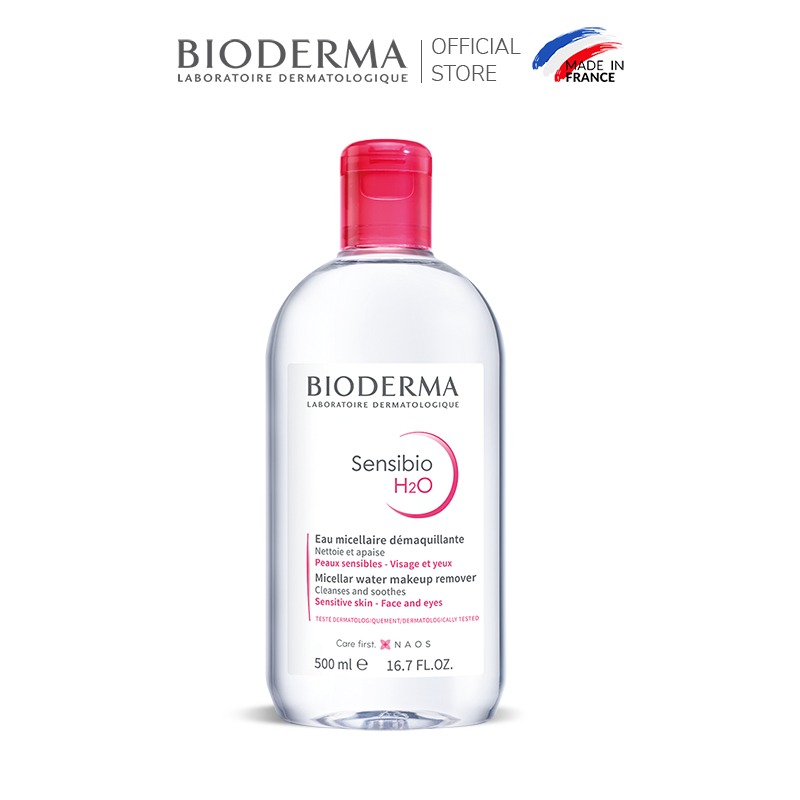 BIODERMA
LABORATOIRE DERMATOLOGIQUE
OFFICIAL
STORE
MADE IN
FRANCE
BIODERMA
LABORATOIRE DERMATOLOGIQUE
Sensibio
H2O
Eau micellaire démaquillante
Nettoie et apaise
Peaux sensibles - Visage et yeux
Micellar water makeup remover
Cleanses and soothes
Sensitive skin - Face and eyes
TESTÉ DERMATOLOGIQUEMENT/DERMATOLOGICALLY TESTED
Care first. NAOS
500 ml ℮ 16.7 FL.OZ.